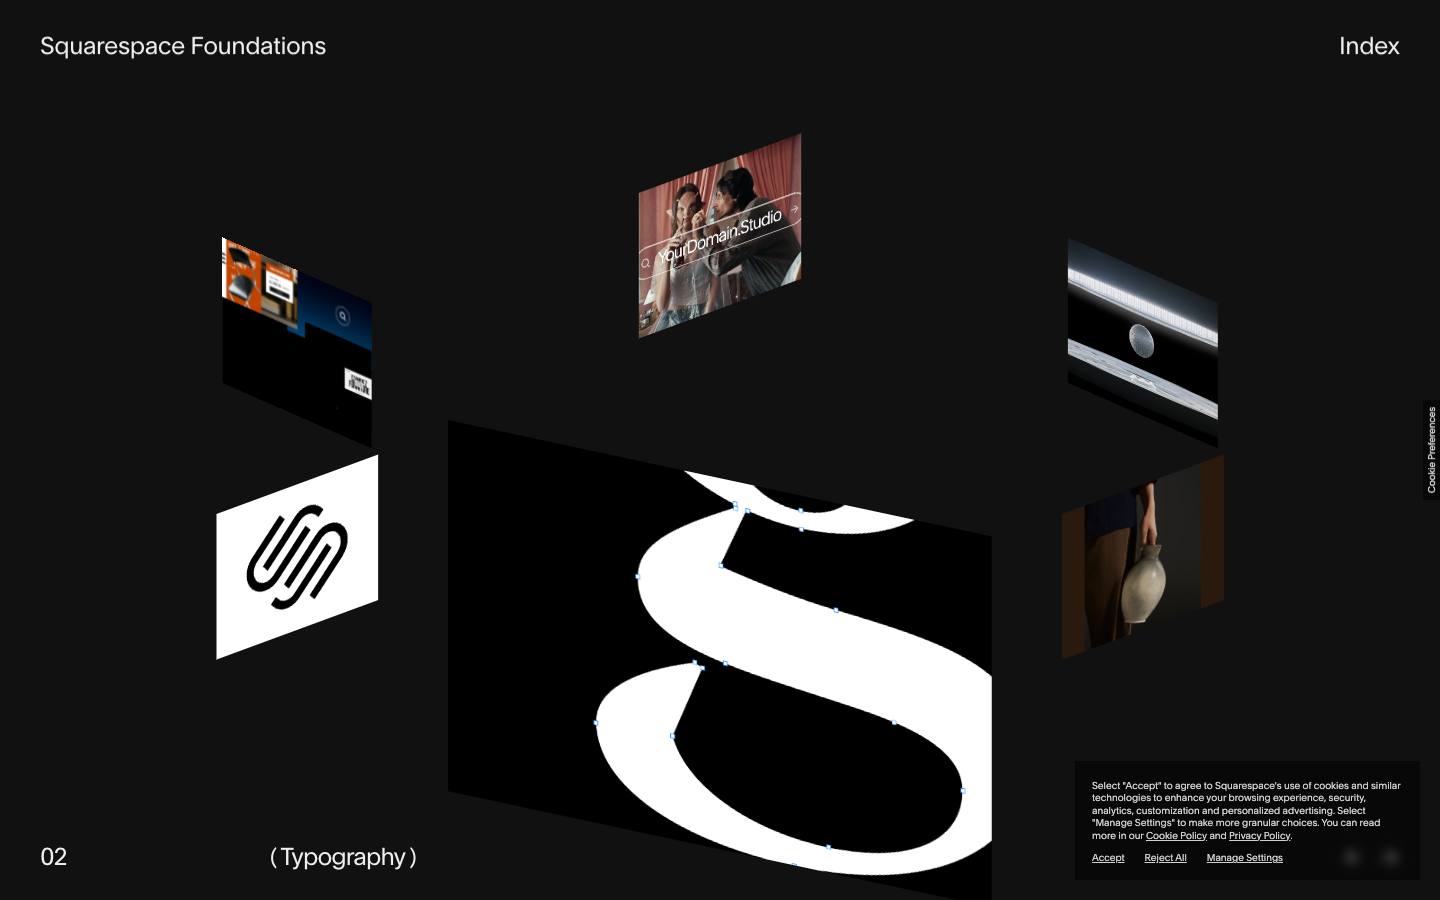 Squarespace Foundations
Index
YourDomain.Studio
Cookie Preferences
Select "Accept" to agree to Squarespace's use of cookies and similar
technologies to enhance your browsing experience, security,
analytics, customization and personalized advertising. Select
"Manage Settings" to make more granular choices. You can read
more in our Cookie Policy and Privacy Policy.
Accept Reject All Manage Settings
02
( Typography )